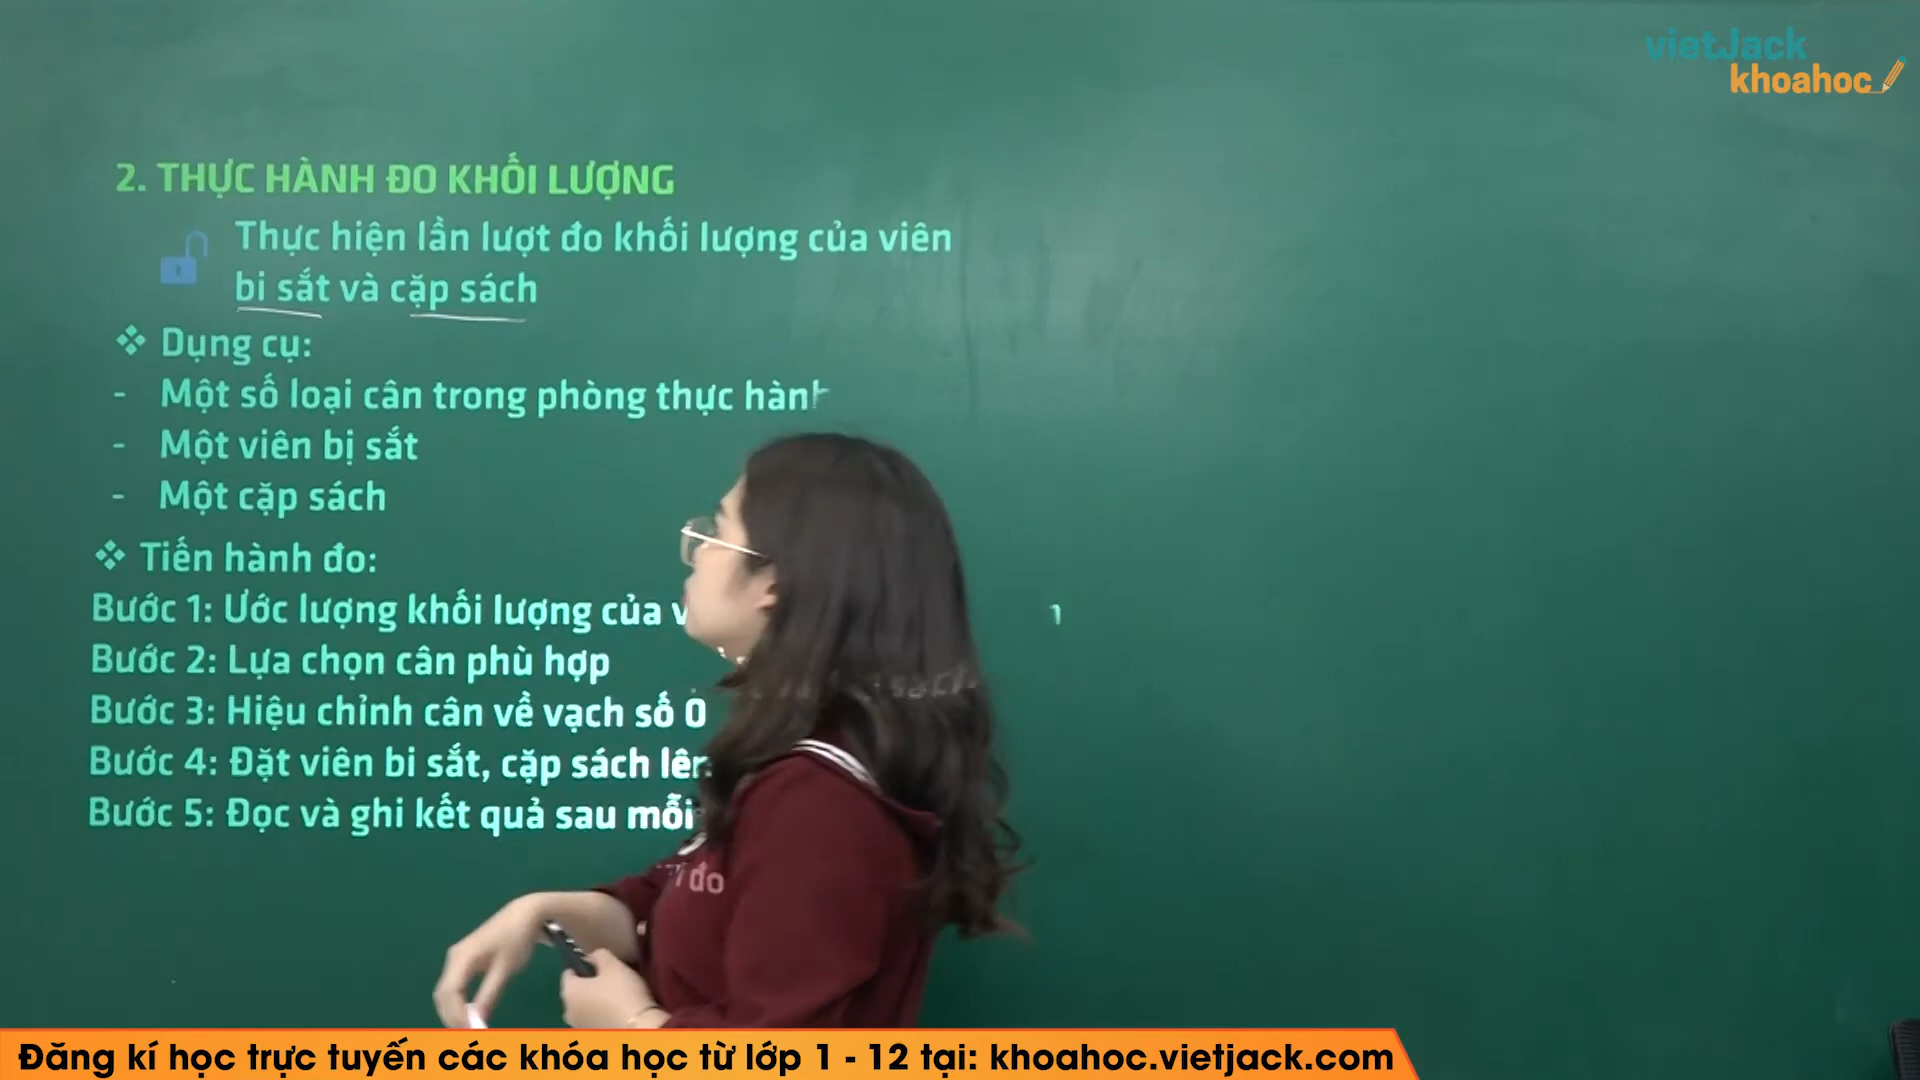 vietJack
khoahoc
2. THỰC HÀNH ĐO KHỐI LƯỢNG
Thực hiện lần lượt đo khối lượng của viên
bi sắt và cặp sách
Dụng cụ:
- Một số loại cân trong phòng thực hành
- Một viên bị sắt
- Một cặp sách
Tiến hành đo:
Bước 1: Ước lượng khối lượng của
Bước 2: Lựa chọn cân phù hợp
Bước 3: Hiệu chỉnh cân về vạch số 0
Bước 4: Đặt viên bi sắt, cặp sách lên
Bước 5: Đọc và ghi kết quả sau mỗi
đo
Đăng kí học trực tuyến các khóa học từ lớp 1 - 12 tại: khoahoc.vietjack.com